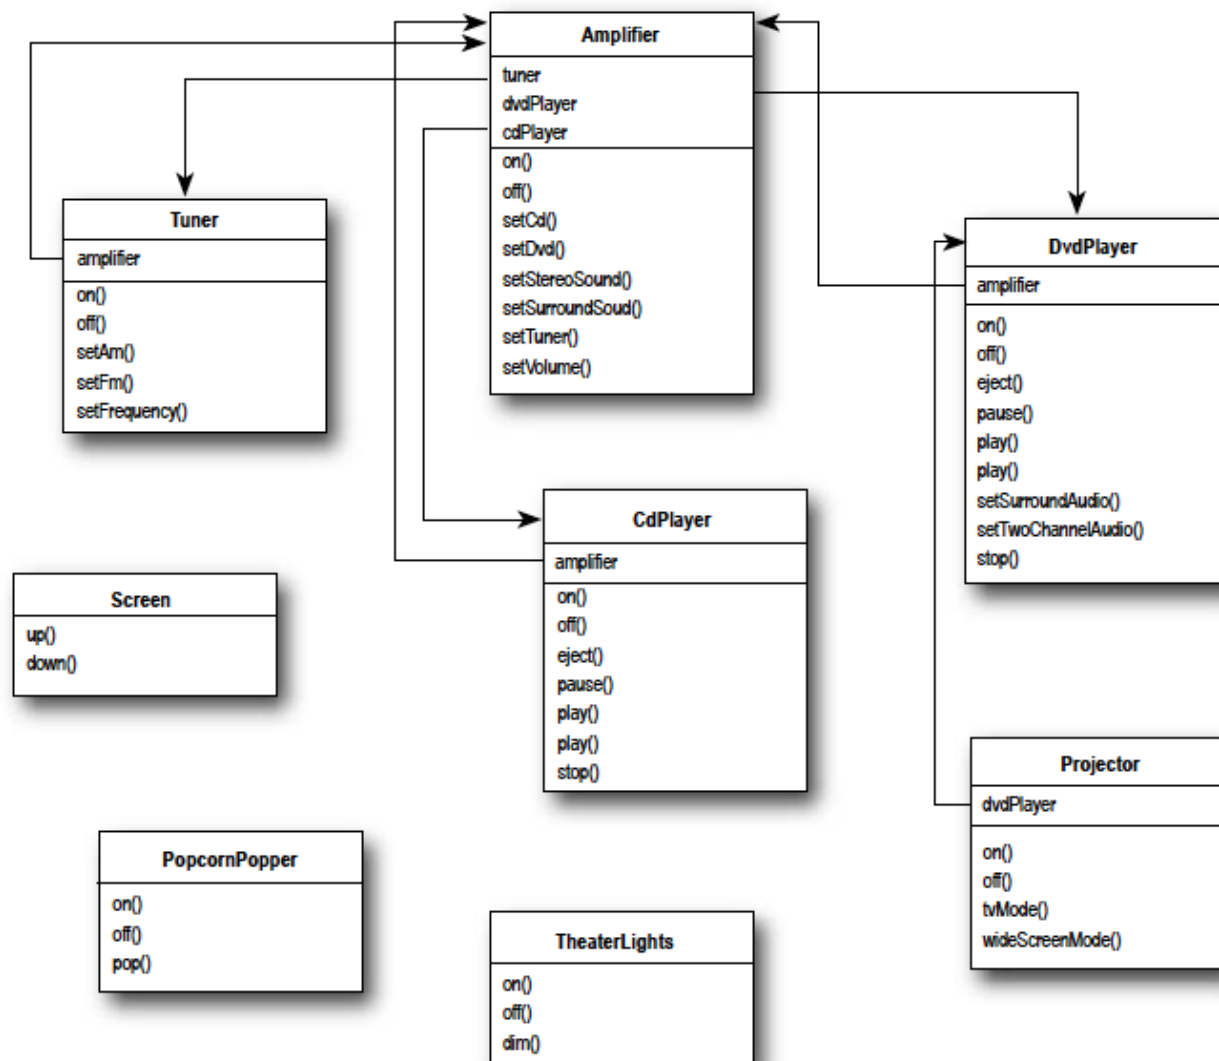 Amplifier
tuner
dvdPlayer
cdPlayer
on()
off()
setCd()
setDvd()
setStereoSound()
setSurroundSoud()
setTuner()
setVolume()
Tuner
amplifier
on()
off()
setAm()
setFm()
setFrequency()
DvdPlayer
amplifier
on()
off()
eject()
pause()
play()
play()
setSurroundAudio()
setTwoChannelAudio()
stop()
CdPlayer
amplifier
on()
off()
eject()
pause()
play()
play()
stop()
Screen
up()
down()
Projector
dvdPlayer
on()
off()
tvMode()
wideScreenMode()
PopcornPopper
on()
off()
pop()
TheaterLights
on()
off()
dim()